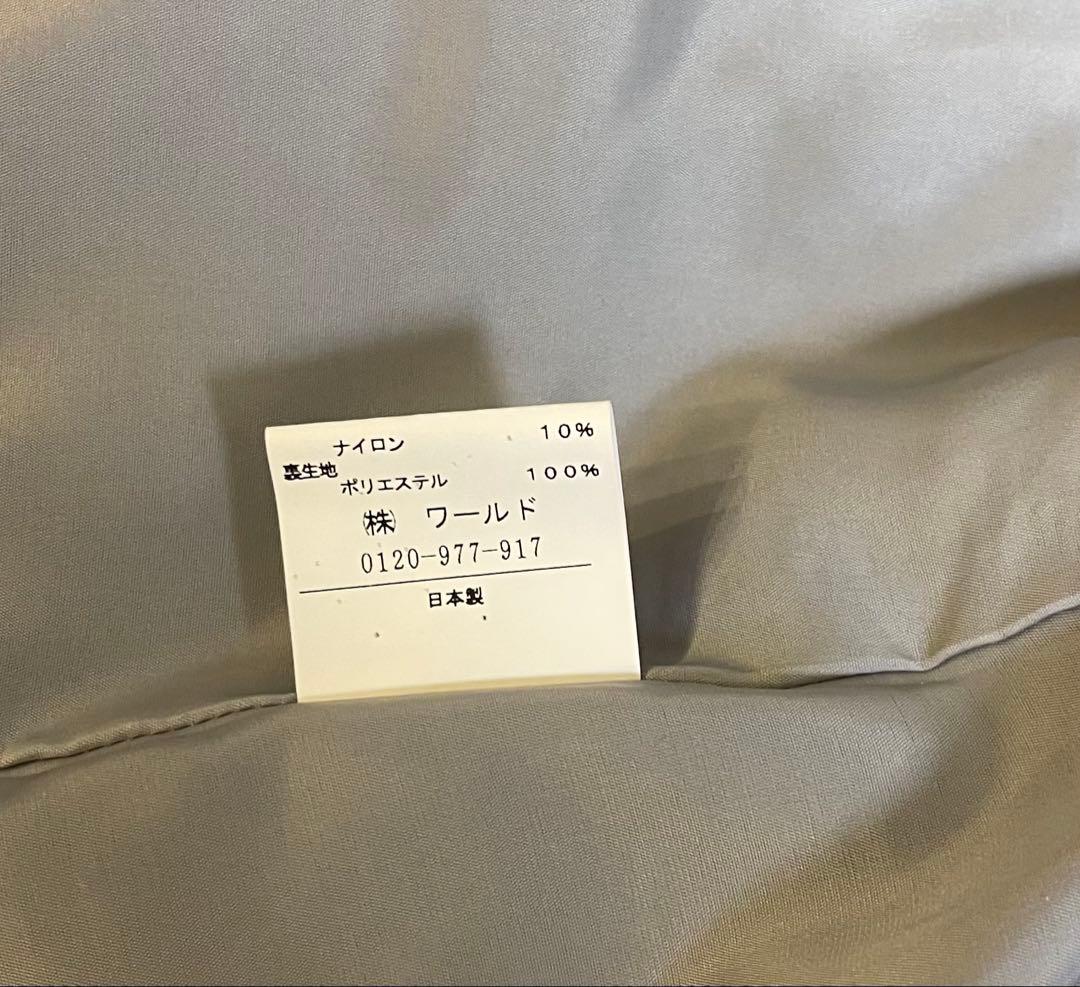 ナイロン 10%
裏生地
ポリエステル 100%
㈱ ワールド
0120-977-917
日本製